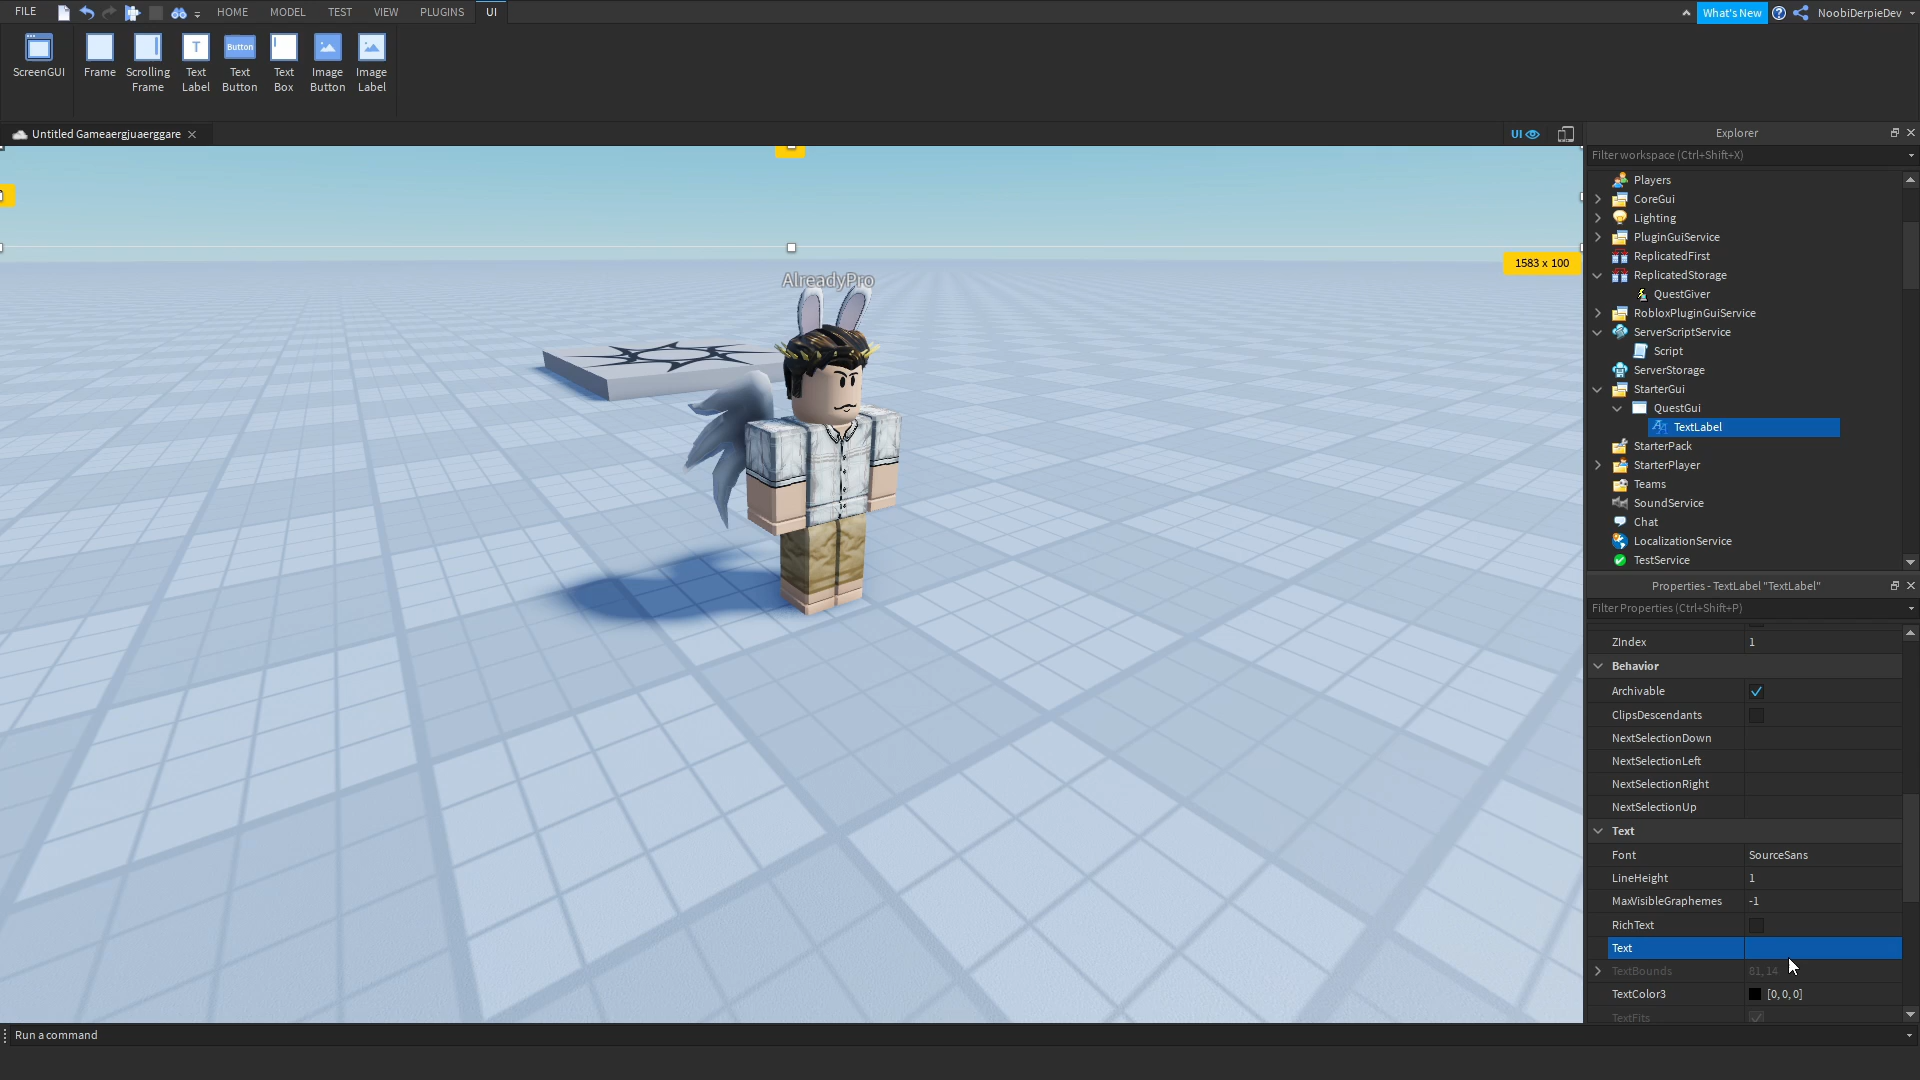 FILE HOME MODEL TEST VIEW PLUGINS UI What's New NoobiDerpieDev
ScreenGUI Frame Scrolling Frame T Text Label Button Text Button Text Box Image Button Image Label
Untitled Gameaergjuaerggare UI
1583 x 100
AlreadyPro
Explorer
Filter workspace (Ctrl+Shift+X)
Players
CoreGui
Lighting
PluginGuiService
ReplicatedFirst
ReplicatedStorage
QuestGiver
RobloxPluginGuiService
ServerScriptService
Script
ServerStorage
StarterGui
QuestGui
TextLabel
StarterPack
StarterPlayer
Teams
SoundService
Chat
LocalizationService
TestService
Properties - TextLabel "TextLabel"
Filter Properties (Ctrl+Shift+P)
ZIndex 1
Behavior
Archivable
ClipsDescendants
NextSelectionDown
NextSelectionLeft
NextSelectionRight
NextSelectionUp
Text
Font SourceSans
LineHeight 1
MaxVisibleGraphemes -1
RichText
Text
TextBounds 81, 14
TextColor3 [0, 0, 0]
TextFits
Run a command